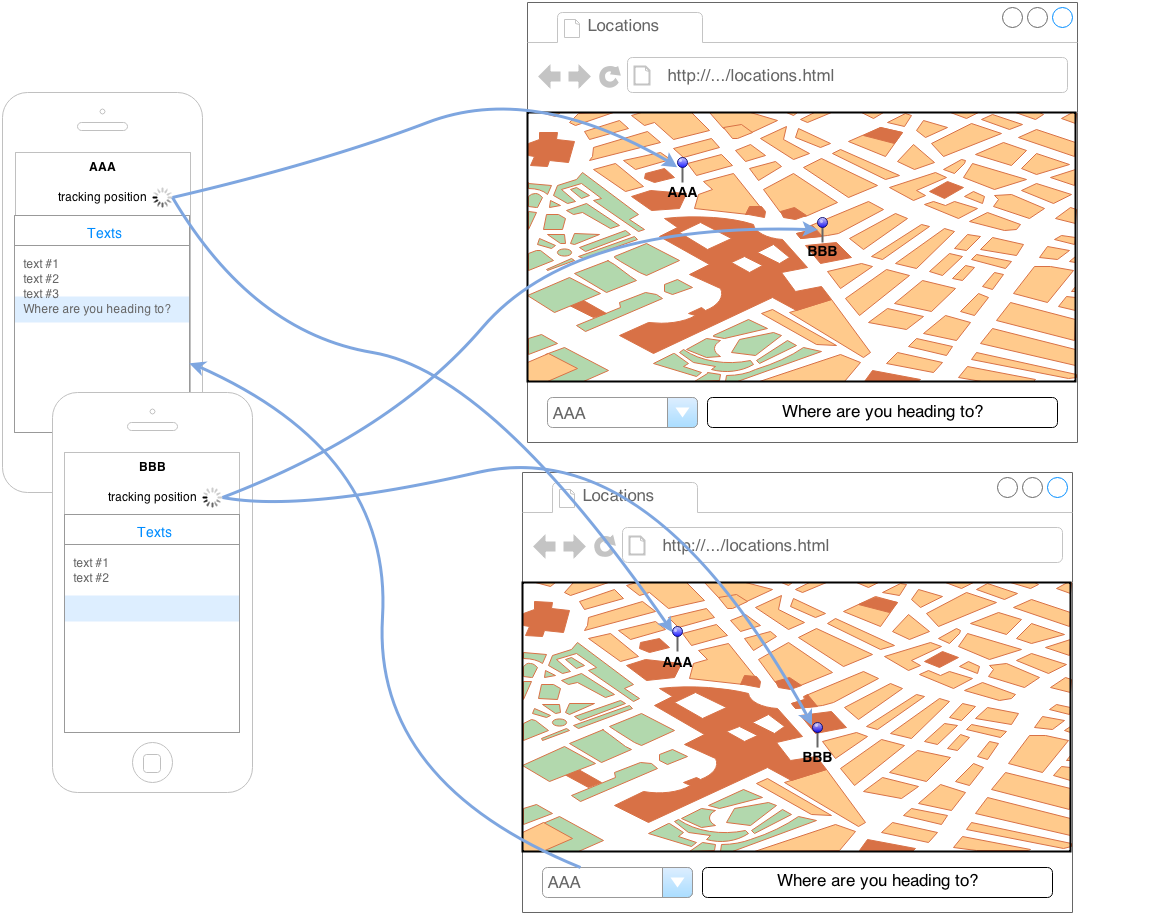 AAA
tracking position
Texts
text #1
text #2
text #3
Where are you heading to?
BBB
tracking position
Texts
text #1
text #2
Locations
http://.../locations.html
AAA
BBB
AAA
Where are you heading to?
Locations
http://.../locations.html
AAA
BBB
AAA
Where are you heading to?